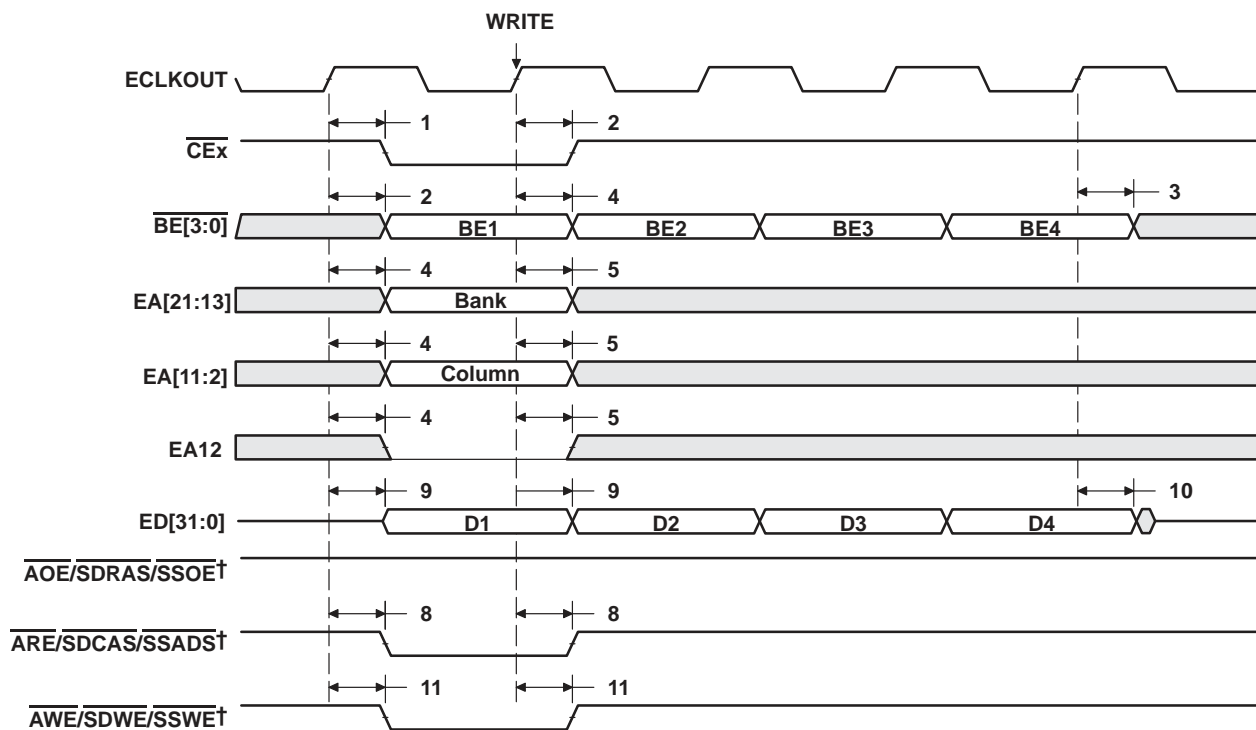 WRITE
ECLKOUT
1 2
CEx
2 4 3
BE[3:0] BE1 BE2 BE3 BE4
4 5
EA[21:13] Bank
4 5
EA[11:2] Column
4 5
EA12
9 9 10
ED[31:0] D1 D2 D3 D4
AOE/SDRAS/SSOE†
8 8
ARE/SDCAS/SSADS†
11 11
AWE/SDWE/SSWE†